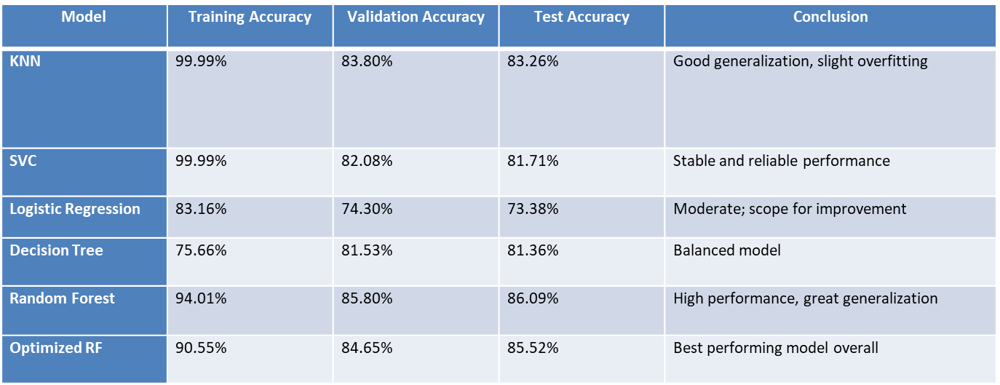 Model Training Accuracy Validation Accuracy Test Accuracy Conclusion
KNN 99.99% 83.80% 83.26% Good generalization, slight overfitting
SVC 99.99% 82.08% 81.71% Stable and reliable performance
Logistic Regression 83.16% 74.30% 73.38% Moderate; scope for improvement
Decision Tree 75.66% 81.53% 81.36% Balanced model
Random Forest 94.01% 85.80% 86.09% High performance, great generalization
Optimized RF 90.55% 84.65% 85.52% Best performing model overall